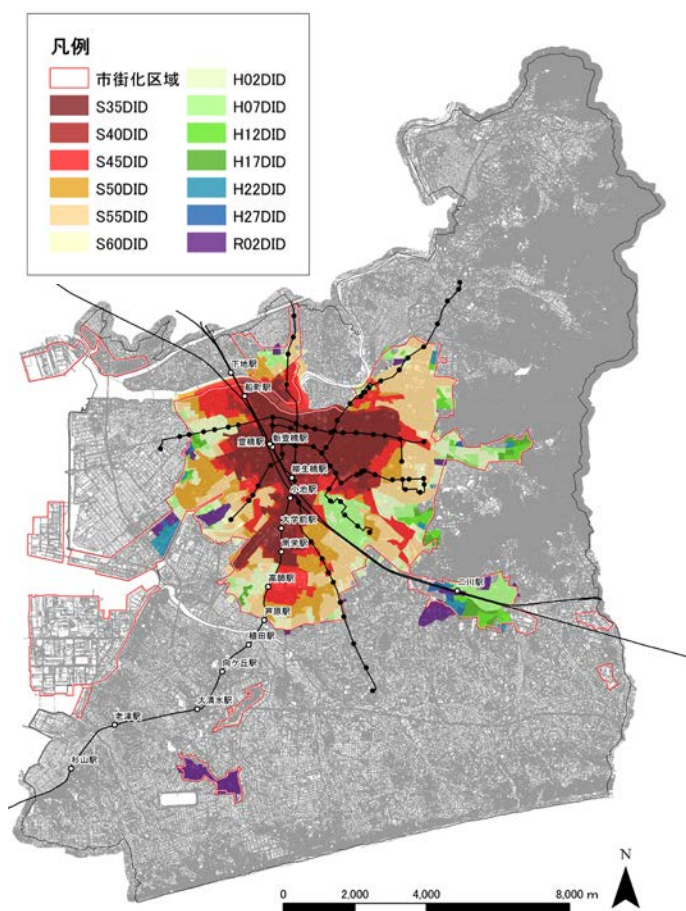 凡例
市街化区域
S35DID
S40DID
S45DID
S50DID
S55DID
S60DID
H02DID
H07DID
H12DID
H17DID
H22DID
H27DID
R02DID
下地駅
船町駅
豊橋駅
新豊橋駅
柳生橋駅
小池駅
大学前駅
南栄駅
高師駅
芦原駅
植田駅
向ケ丘駅
大清水駅
老津駅
杉山駅
二川駅
N
0 2,000 4,000 8,000 m